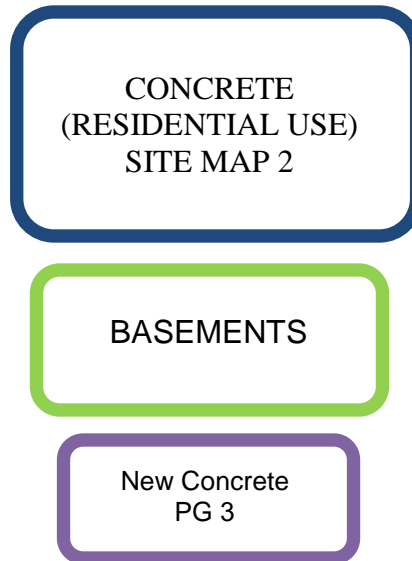 CONCRETE
(RESIDENTIAL USE)
SITE MAP 2
BASEMENTS
New Concrete
PG 3